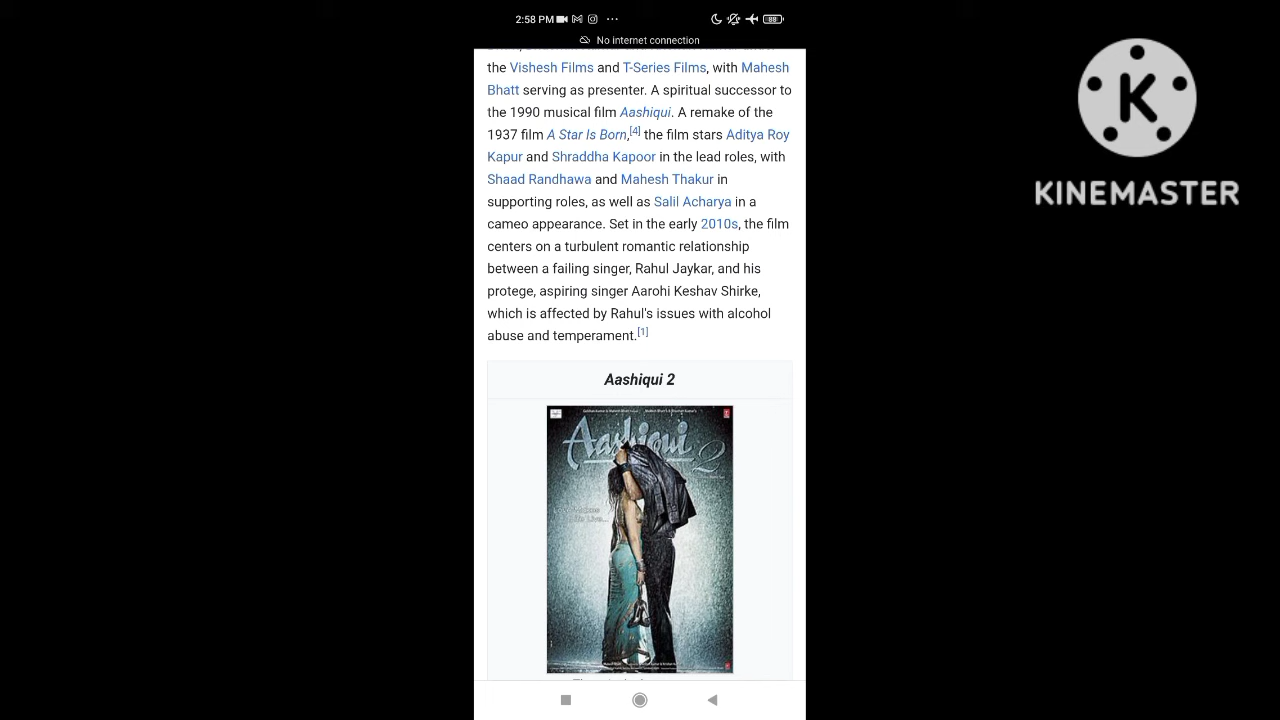 2:58 PM
88
No internet connection
the Vishesh Films and T-Series Films, with Mahesh
Bhatt serving as presenter. A spiritual successor to
the 1990 musical film Aashiqui. A remake of the
1937 film A Star Is Born,[4] the film stars Aditya Roy
Kapur and Shraddha Kapoor in the lead roles, with
Shaad Randhawa and Mahesh Thakur in
supporting roles, as well as Salil Acharya in a
cameo appearance. Set in the early 2010s, the film
centers on a turbulent romantic relationship
between a failing singer, Rahul Jaykar, and his
protege, aspiring singer Aarohi Keshav Shirke,
which is affected by Rahul's issues with alcohol
abuse and temperament.[1]
Aashiqui 2
Aashiqui 2
K
KINEMASTER